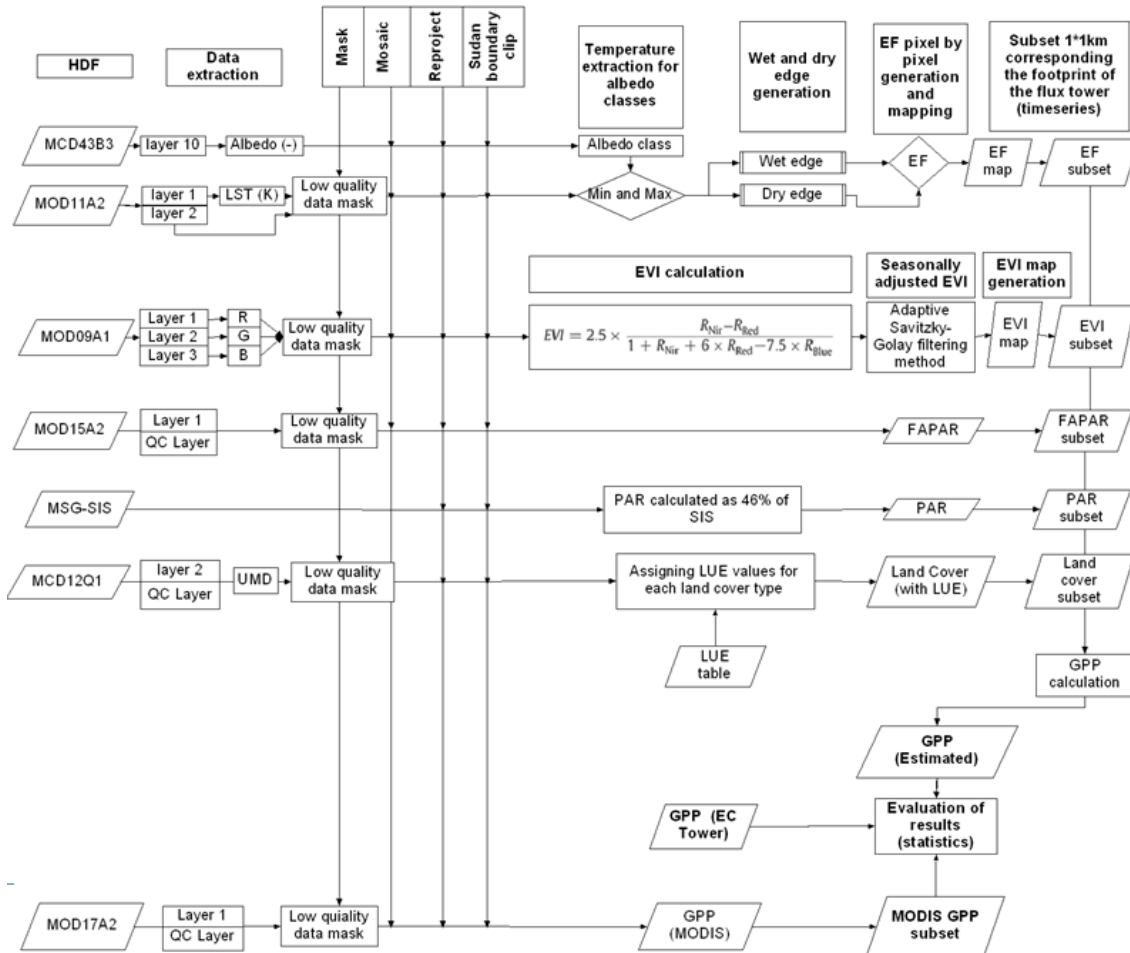 HDF
Data
extraction
Mask
Mosaic
Reproject
Sudan
boundary
clip
Temperature
extraction for
albedo
classes
Wet and dry
edge
generation
EF pixel by
pixel
generation
and
mapping
Subset 1*1km
corresponding
the footprint of
the flux tower
(timeseries)
MCD43B3
layer 10
Albedo (-)
Albedo class
Wet edge
EF
EF
map
EF
subset
MOD11A2
layer 1
layer 2
LST (K)
Low quality
data mask
Min and Max
Dry edge
EVI calculation
Seasonally
adjusted EVI
EVI map
generation
MOD09A1
Layer 1
Layer 2
Layer 3
R
G
B
Low quality
data mask
EVI = 2.5 × (R_Nir − R_Red) / (1 + R_Nir + 6 × R_Red − 7.5 × R_Blue)
Adaptive
Savitzky-
Golay filtering
method
EVI
map
EVI
subset
MOD15A2
Layer 1
QC Layer
Low quality
data mask
FAPAR
FAPAR
subset
MSG-SIS
PAR calculated as 46% of
SIS
PAR
PAR
subset
MCD12Q1
layer 2
QC Layer
UMD
Low quality
data mask
Assigning LUE values for
each land cover type
Land Cover
(with LUE)
Land
cover
subset
LUE
table
GPP
calculation
GPP
(Estimated)
GPP (EC
Tower)
Evaluation of
results
(statistics)
MOD17A2
Layer 1
QC Layer
Low quiality
data mask
GPP
(MODIS)
MODIS GPP
subset